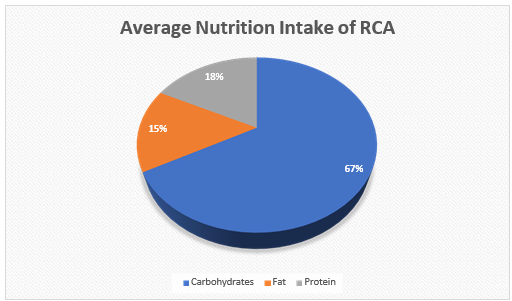 Average Nutrition Intake of RCA
18%
15%
67%
Carbohydrates Fat Protein